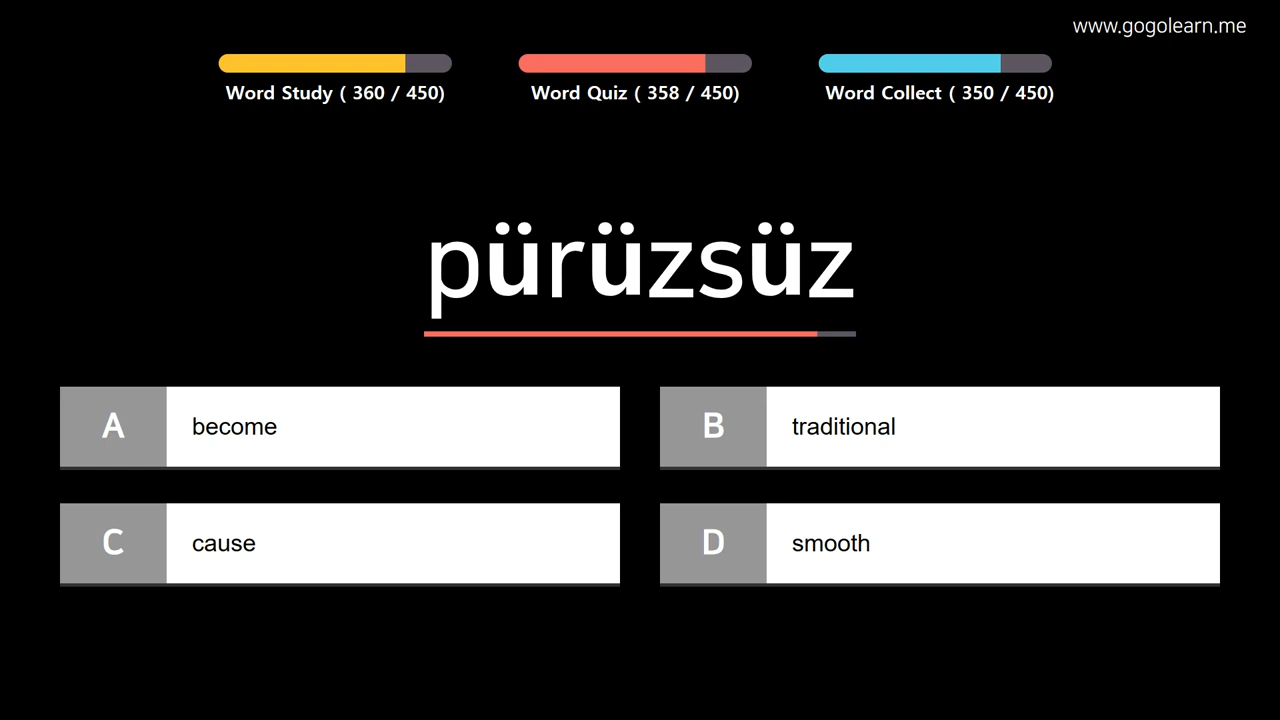 www.gogolearn.me
Word Study ( 360 / 450)
Word Quiz ( 358 / 450)
Word Collect ( 350 / 450)
pürüzsüz
A become
B traditional
C cause
D smooth